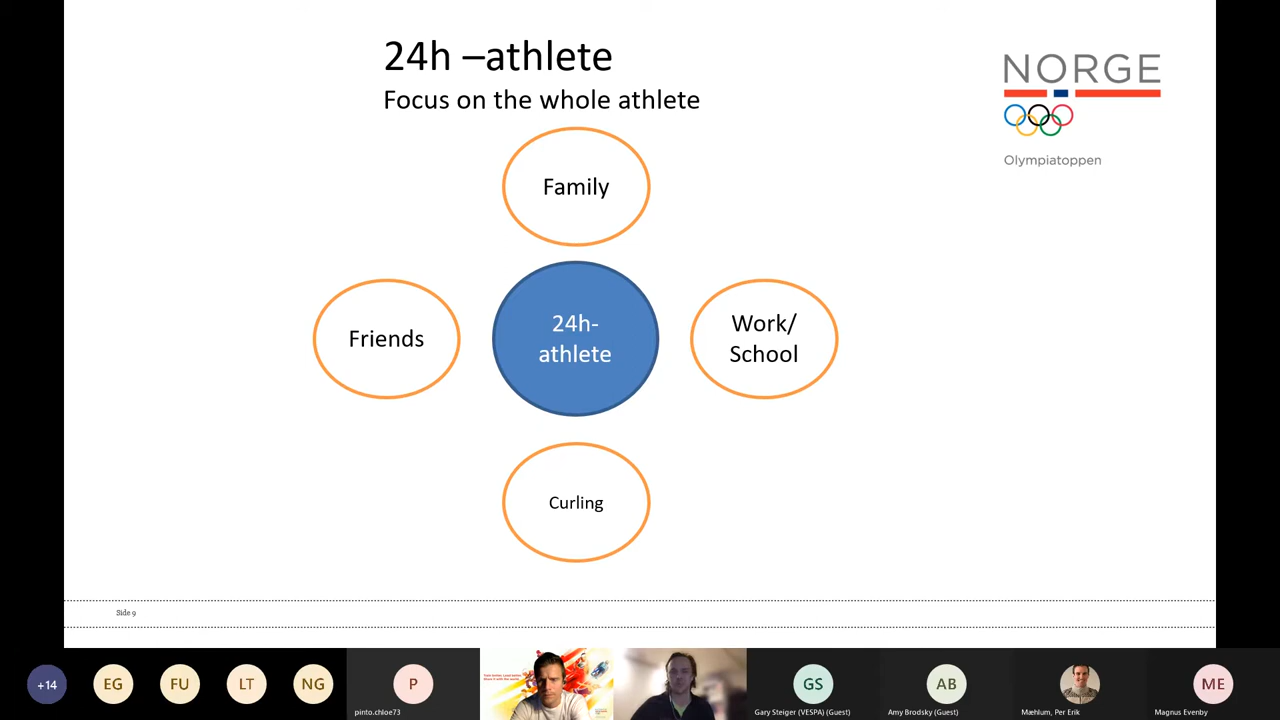 24h –athlete
Focus on the whole athlete
NORGE
Olympiatoppen
Family
Friends
24h-
athlete
Work/
School
Curling
Side 9
+14
EG
FU
LT
NG
P
pinto.chloe73
GS
Gary Steiger (VESPA) (Guest)
AB
Amy Brodsky (Guest)
Mæhlum, Per Erik
ME
Magnus Evenby